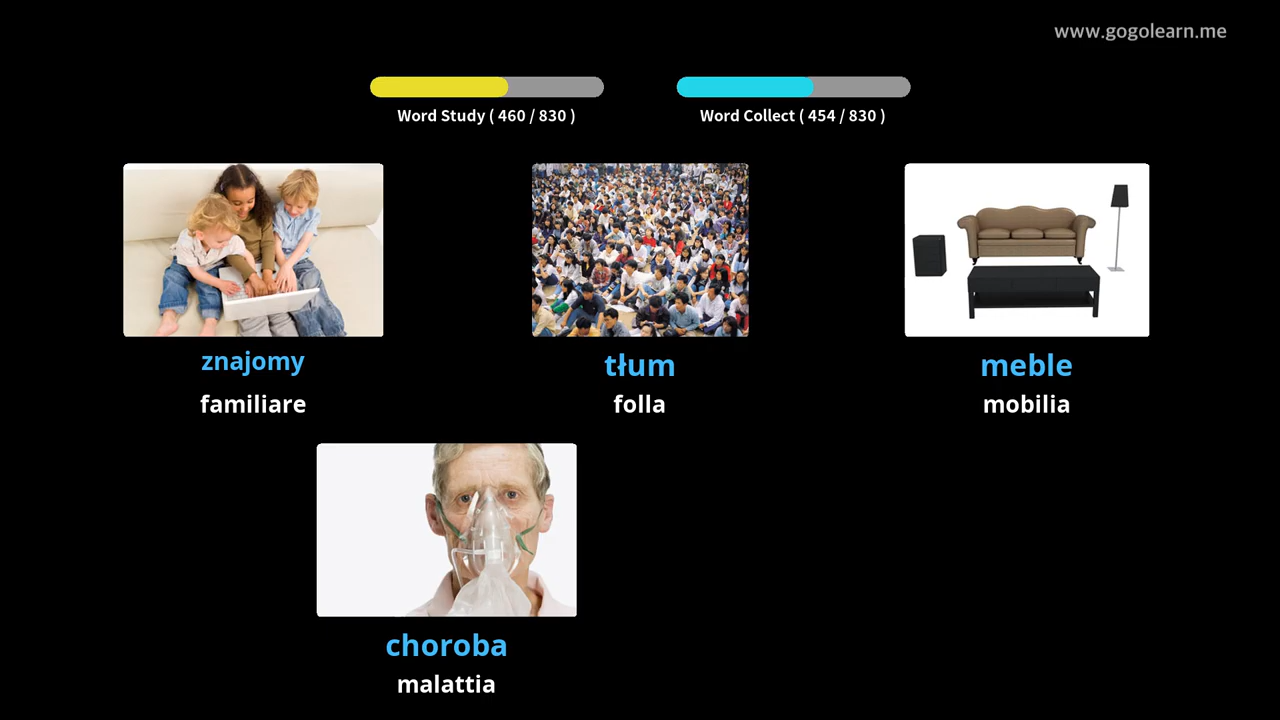 www.gogolearn.me
Word Study ( 460 / 830 )
Word Collect ( 454 / 830 )
znajomy
familiare
tłum
folla
meble
mobilia
choroba
malattia